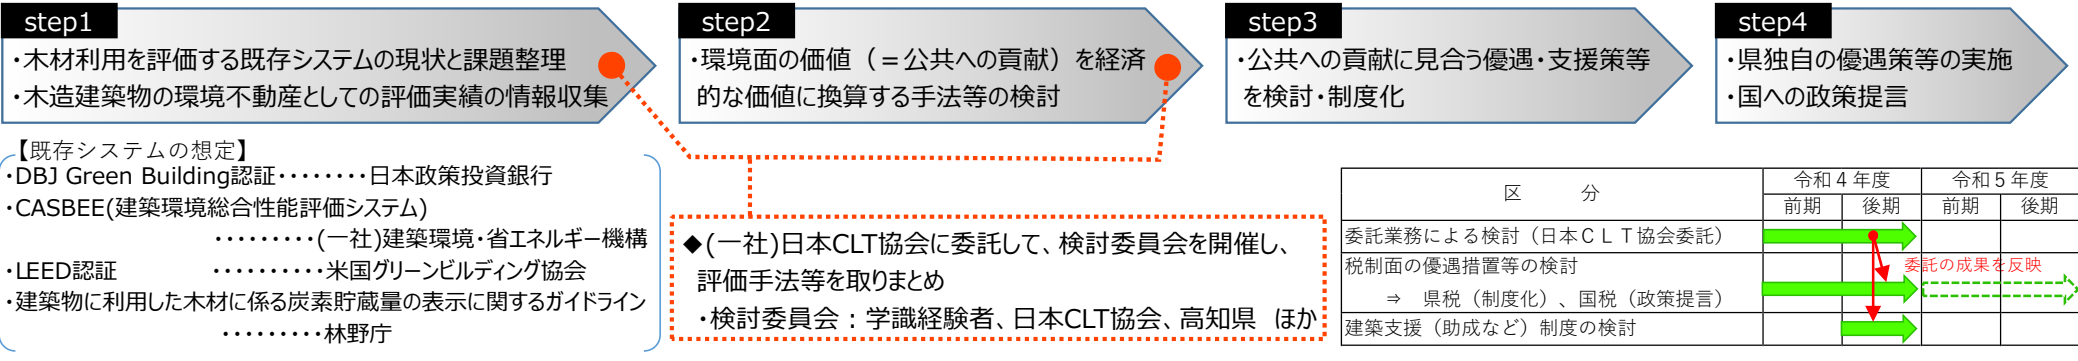 step1
・木材利用を評価する既存システムの現状と課題整理
・木造建築物の環境不動産としての評価実績の情報収集
step2
・環境面の価値（＝公共への貢献）を経済
的な価値に換算する手法等の検討
step3
・公共への貢献に見合う優遇・支援策等
を検討・制度化
step4
・県独自の優遇策等の実施
・国への政策提言
【既存システムの想定】
・DBJ Green Building認証・・・・・・・・日本政策投資銀行
・CASBEE(建築環境総合性能評価システム)
・・・・・・・・・(一社)建築環境・省エネルギー機構
・LEED認証　・・・・・・・・・・米国グリーンビルディング協会
・建築物に利用した木材に係る炭素貯蔵量の表示に関するガイドライン
・・・・・・・・・林野庁
◆(一社)日本CLT協会に委託して、検討委員会を開催し、
評価手法等を取りまとめ
・検討委員会：学識経験者、日本CLT協会、高知県 ほか
区　分　令和４年度　令和５年度
前期　後期　前期　後期
委託業務による検討（日本ＣＬＴ協会委託）
税制面の優遇措置等の検討　委託の成果を反映
⇒　県税（制度化）、国税（政策提言）
建築支援（助成など）制度の検討